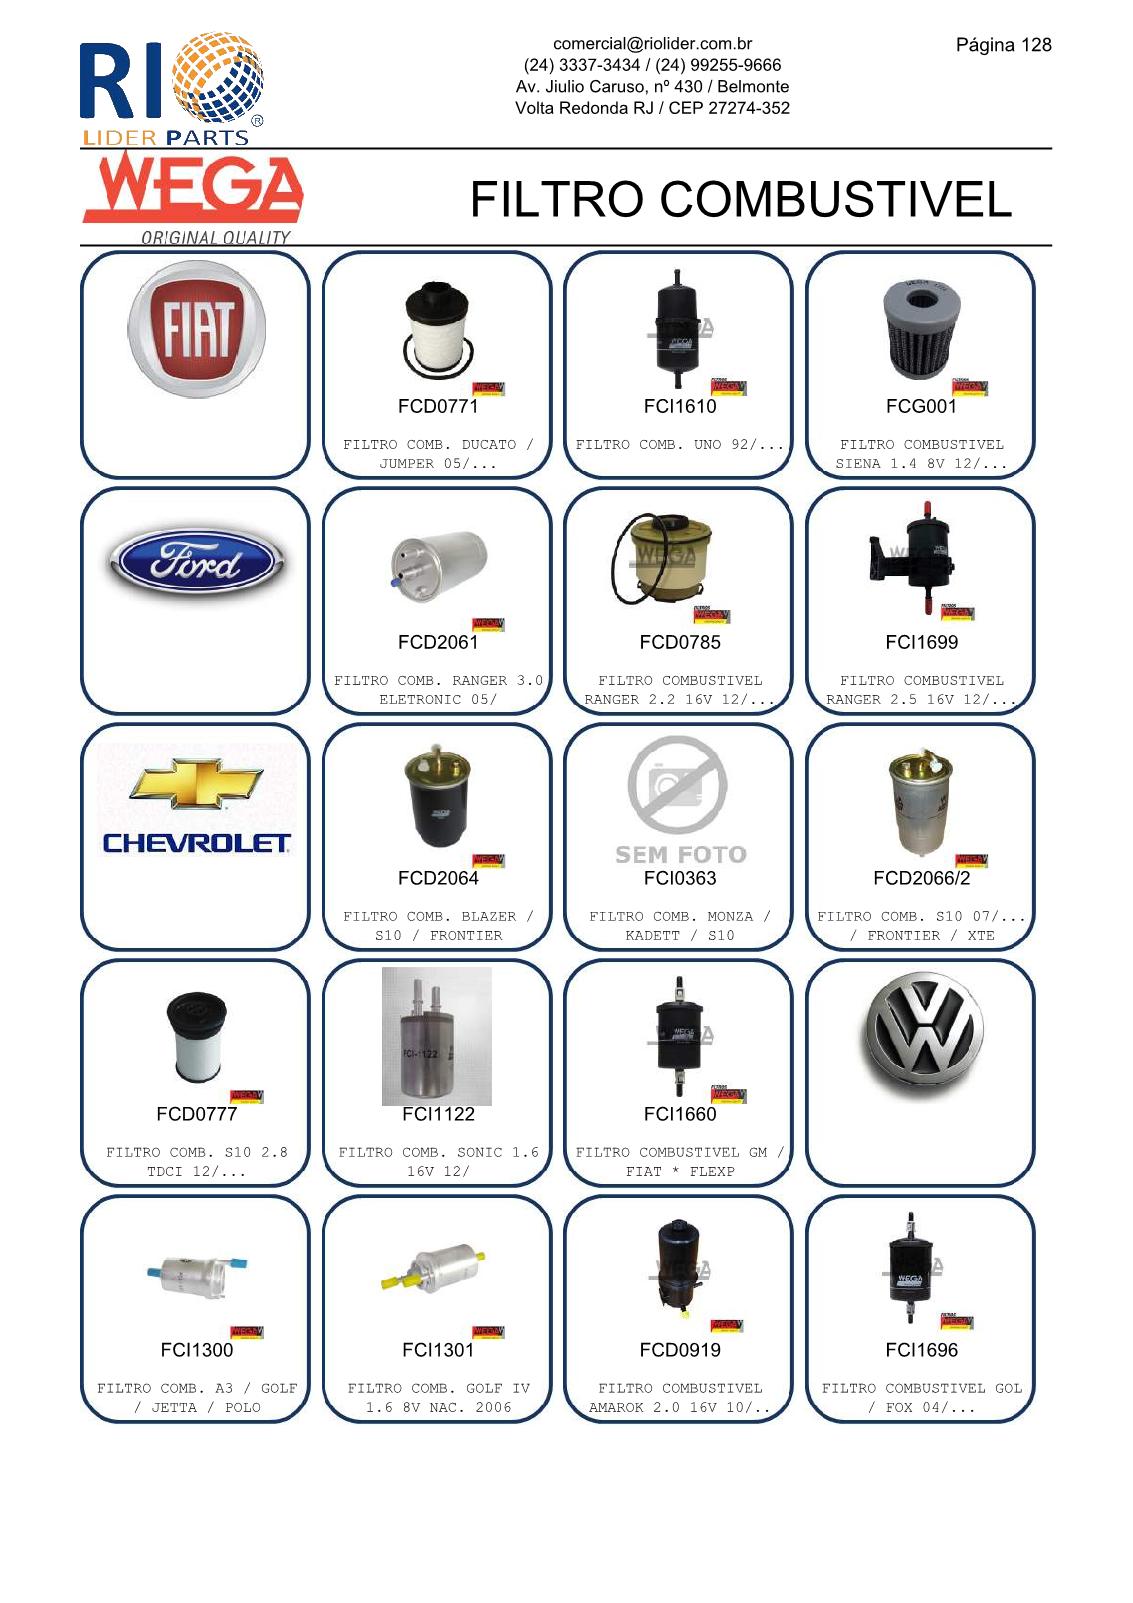 RIO
LIDER PARTS
comercial@riolider.com.br
(24) 3337-3434 / (24) 99255-9666
Av. Jiulio Caruso, nº 430 / Belmonte
Volta Redonda RJ / CEP 27274-352
Página 128
WEGA
ORIGINAL QUALITY
FILTRO COMBUSTIVEL
FIAT
FCD0771
FILTRO COMB. DUCATO /
JUMPER 05/...
FCI1610
FILTRO COMB. UNO 92/...
FCG001
FILTRO COMBUSTIVEL
SIENA 1.4 8V 12/...
Ford
FCD2061
FILTRO COMB. RANGER 3.0
ELETRONIC 05/
FCD0785
FILTRO COMBUSTIVEL
RANGER 2.2 16V 12/...
FCI1699
FILTRO COMBUSTIVEL
RANGER 2.5 16V 12/...
CHEVROLET
FCD2064
FILTRO COMB. BLAZER /
S10 / FRONTIER
SEM FOTO
FCI0363
FILTRO COMB. MONZA /
KADETT / S10
FCD2066/2
FILTRO COMB. S10 07/...
/ FRONTIER / XTE
FCD0777
FILTRO COMB. S10 2.8
TDCI 12/...
FCI-1122
FCI1122
FILTRO COMB. SONIC 1.6
16V 12/
FCI1660
FILTRO COMBUSTIVEL GM /
FIAT * FLEXP
VW
FCI1300
FILTRO COMB. A3 / GOLF
/ JETTA / POLO
FCI1301
FILTRO COMB. GOLF IV
1.6 8V NAC. 2006
FCD0919
FILTRO COMBUSTIVEL
AMAROK 2.0 16V 10/..
FCI1696
FILTRO COMBUSTIVEL GOL
/ FOX 04/...